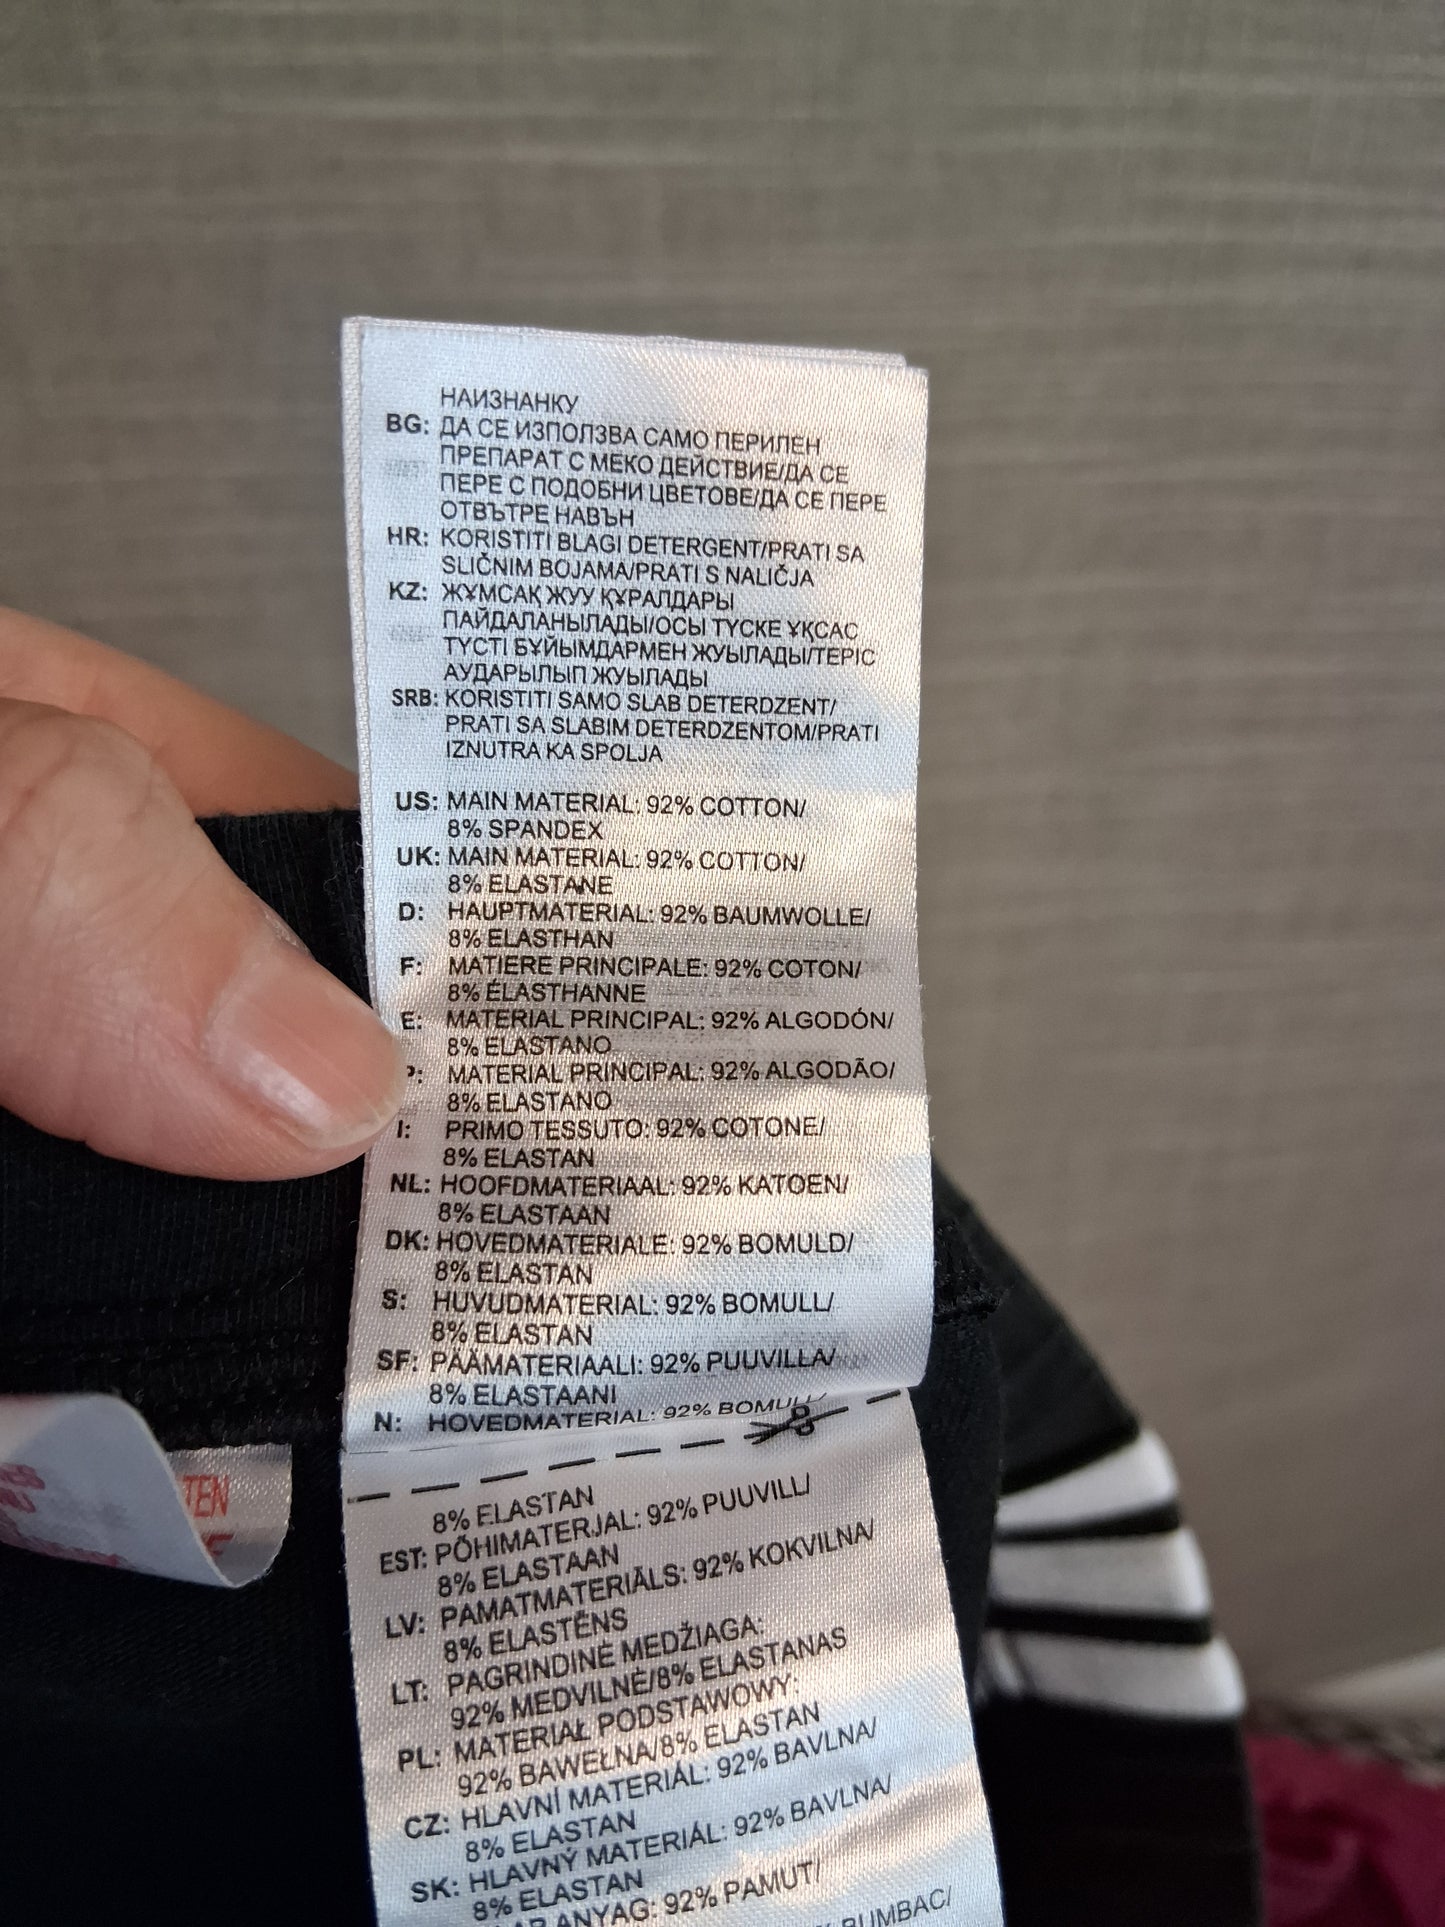 НАИЗНАНКУ
BG: ДА СЕ ИЗПОЛЗВА САМО ПЕРИЛЕН
ПРЕПАРАТ С МЕКО ДЕЙСТВИЕ/ДА СЕ
ПЕРЕ С ПОДОБНИ ЦВЕТОВЕ/ДА СЕ ПЕРЕ
ОТВЪТРЕ НАВЪН
HR: KORISTITI BLAGI DETERGENT/PRATI SA
SLIČNIM BOJAMA/PRATI S NALIČJA
KZ: ЖҰМСАҚ ЖУУ ҚҰРАЛДАРЫ
ПАЙДАЛАНЫЛАДЫ/ОСЫ ТҮСКЕ ҰҚСАС
ТҮСТІ БҰЙЫМДАРМЕН ЖУЫЛАДЫ/ТЕРІС
АУДАРЫЛЫП ЖУЫЛАДЫ
SRB: KORISTITI SAMO SLAB DETERDZENT/
PRATI SA SLABIM DETERDZENTOM/PRATI
IZNUTRA KA SPOLJA
US: MAIN MATERIAL: 92% COTTON/
8% SPANDEX
UK: MAIN MATERIAL: 92% COTTON/
8% ELASTANE
D: HAUPTMATERIAL: 92% BAUMWOLLE/
8% ELASTHAN
F: MATIERE PRINCIPALE: 92% COTON/
8% ÉLASTHANNE
E: MATERIAL PRINCIPAL: 92% ALGODÓN/
8% ELASTANO
P: MATERIAL PRINCIPAL: 92% ALGODÃO/
8% ELASTANO
I: PRIMO TESSUTO: 92% COTONE/
8% ELASTAN
NL: HOOFDMATERIAAL: 92% KATOEN/
8% ELASTAAN
DK: HOVEDMATERIALE: 92% BOMULD/
8% ELASTAN
S: HUVUDMATERIAL: 92% BOMULL/
8% ELASTAN
SF: PÄÄMATERIAALI: 92% PUUVILLA/
8% ELASTAANI
N: HOVEDMATERIAL: 92% BOMULL/
8% ELASTAN
EST: PÕHIMATERJAL: 92% PUUVILL/
8% ELASTAAN
LV: PAMATMATERIĀLS: 92% KOKVILNA/
8% ELASTĒNS
LT: PAGRINDINĖ MEDŽIAGA:
92% MEDVILNĖ/8% ELASTANAS
PL: MATERIAŁ PODSTAWOWY:
92% BAWEŁNA/8% ELASTAN
CZ: HLAVNÍ MATERIÁL: 92% BAVLNA/
8% ELASTAN
SK: HLAVNÝ MATERIÁL: 92% BAVLNA/
8% ELASTAN
ANYAG: 92% PAMUT/
BUMBAC/
TEN